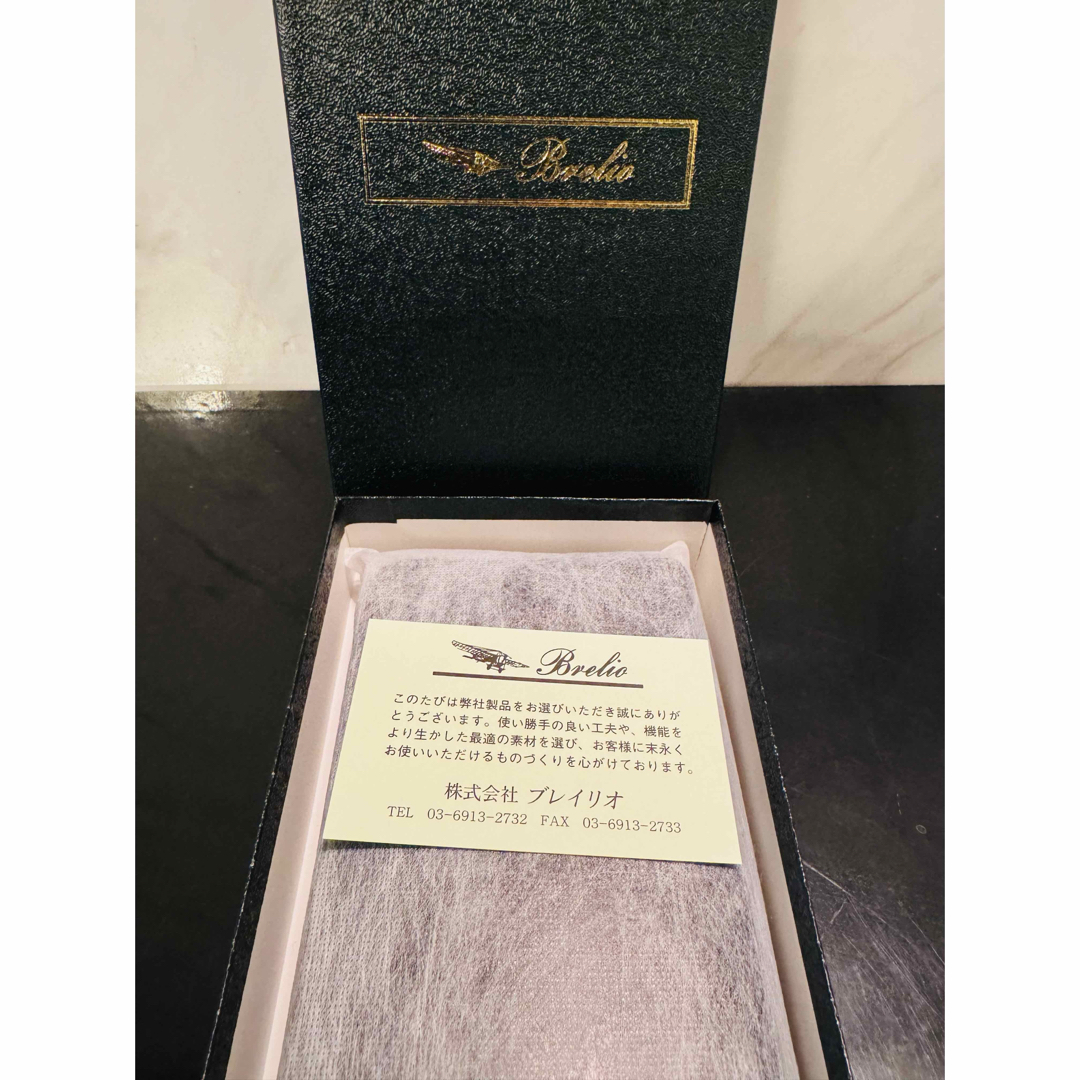 Brelio
Brelio
このたびは弊社製品をお選びいただき誠にありが
とうございます。使い勝手の良い工夫や、機能を
より生かした最適の素材を選び、お客様に末永く
お使いいただけるものづくりを心がけております。
株式会社 ブレイリオ
TEL 03-6913-2732 FAX 03-6913-2733